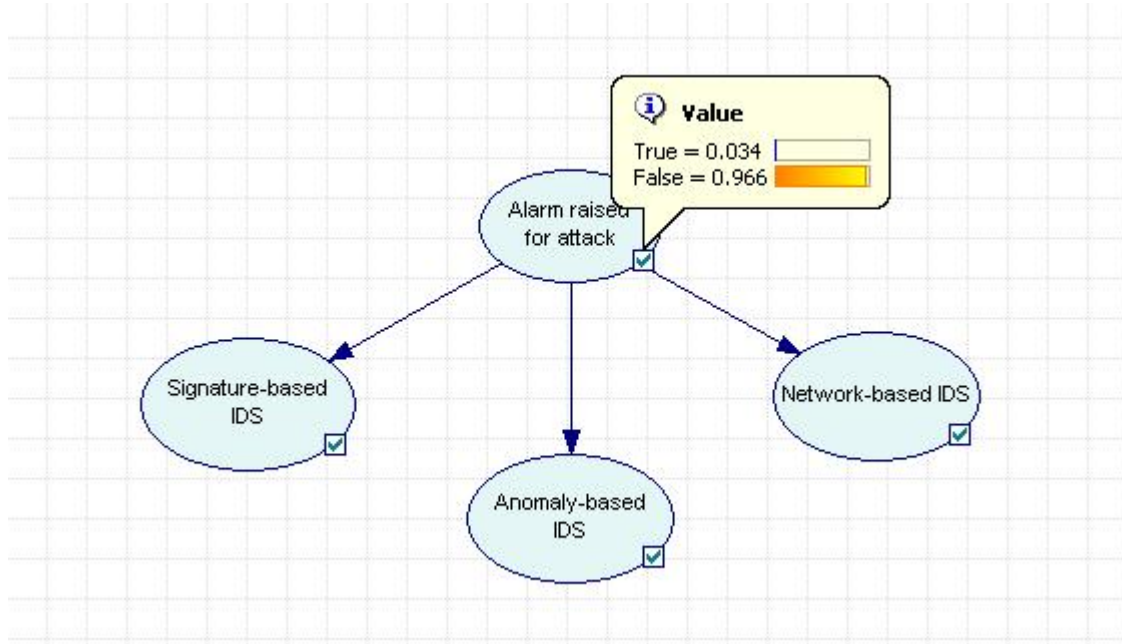 Value
True = 0.034
False = 0.966
Alarm raised
for attack
Signature-based
IDS
Network-based IDS
Anomaly-based
IDS